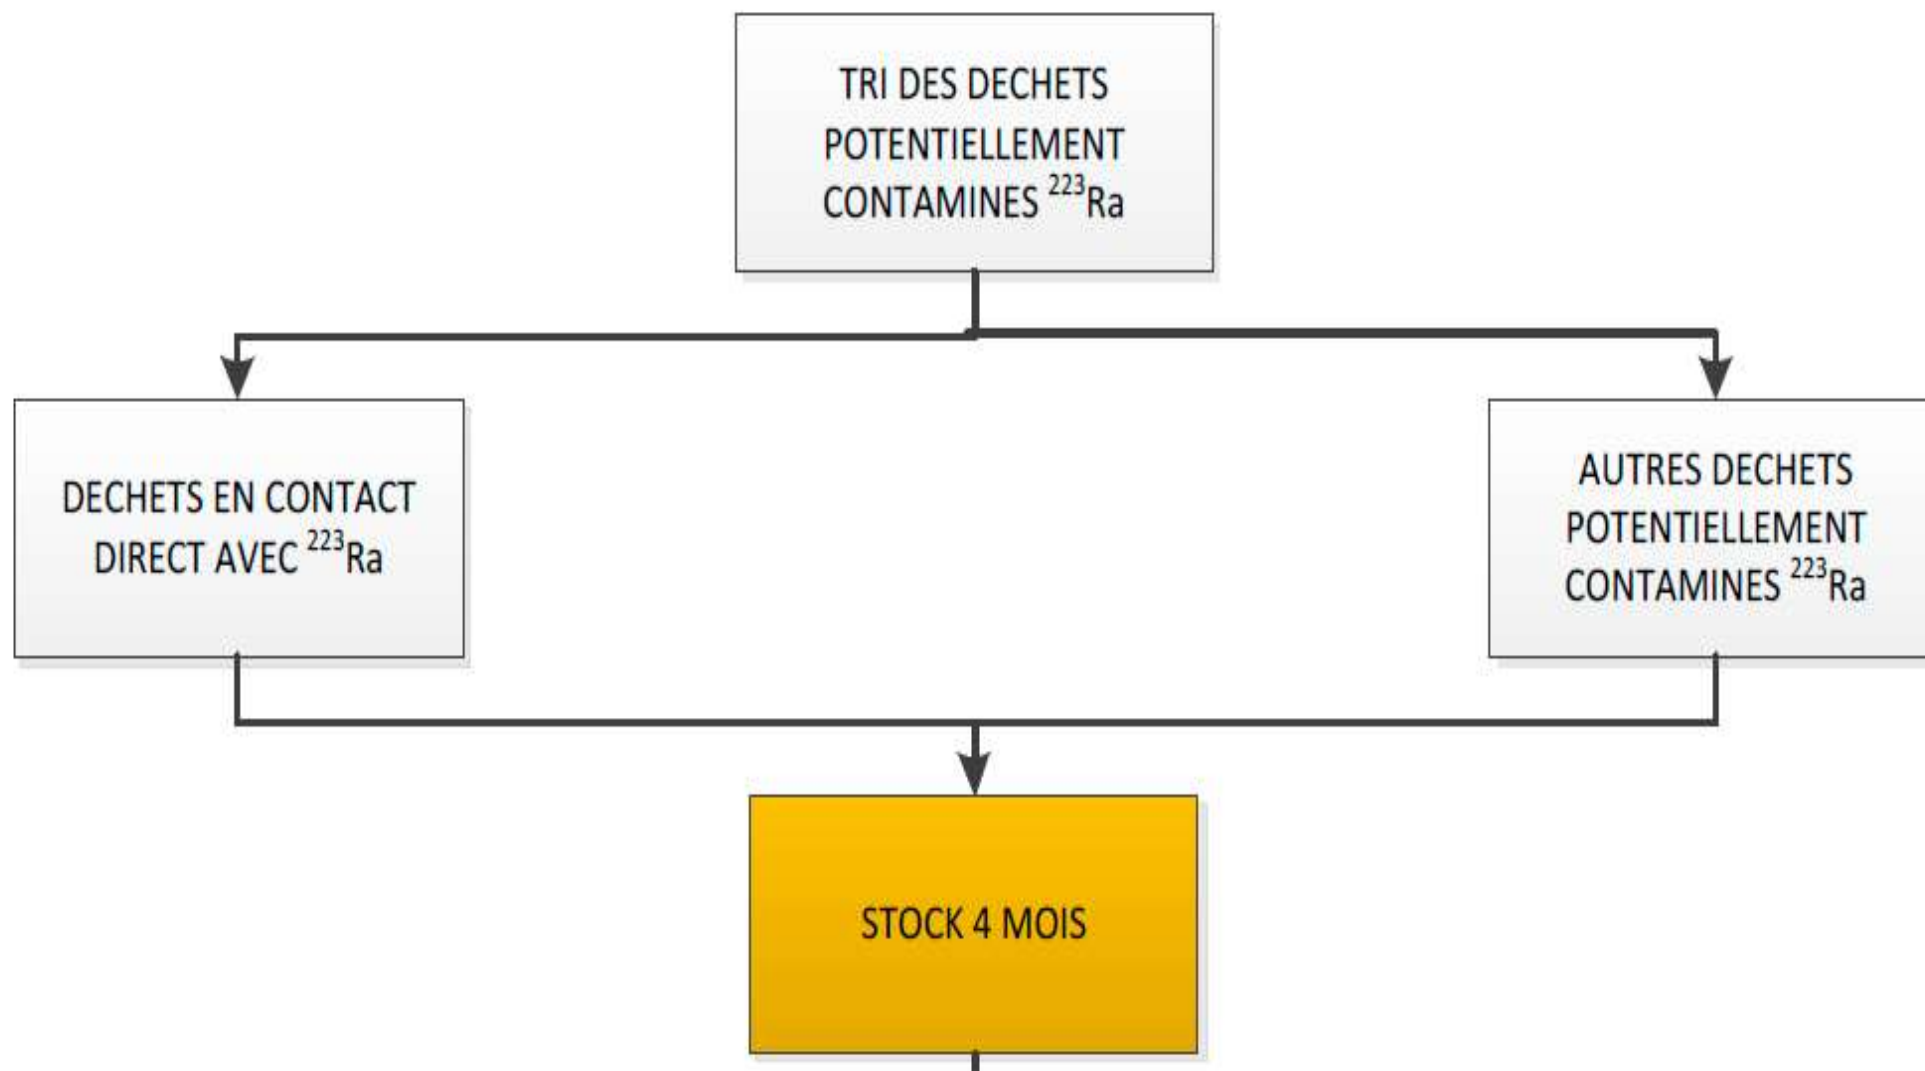 TRI DES DECHETS
POTENTIELLEMENT
CONTAMINES ²²³Ra
DECHETS EN CONTACT
DIRECT AVEC ²²³Ra
AUTRES DECHETS
POTENTIELLEMENT
CONTAMINES ²²³Ra
STOCK 4 MOIS